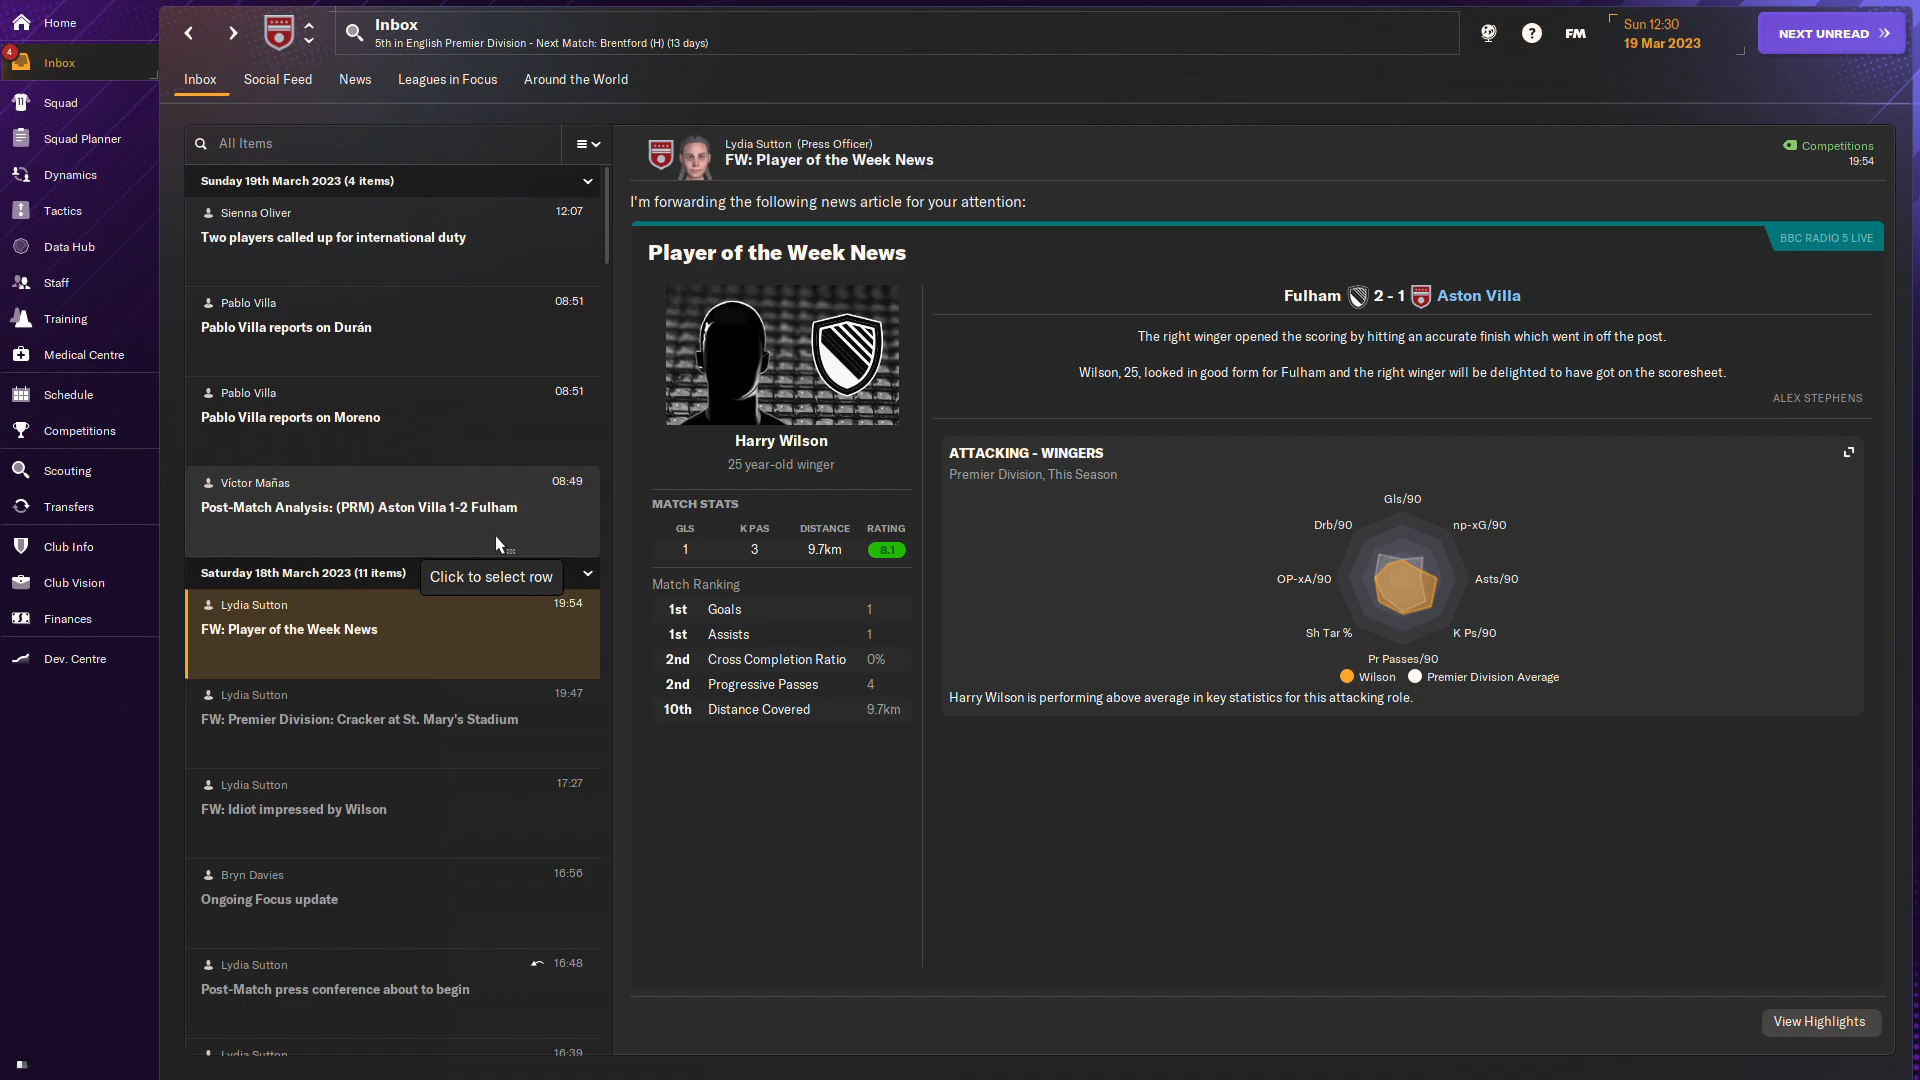 Home
4
Inbox
Squad
Squad Planner
Dynamics
Tactics
Data Hub
Staff
Training
Medical Centre
Schedule
Competitions
Scouting
Transfers
Club Info
Club Vision
Finances
Dev. Centre
Inbox
5th in English Premier Division - Next Match: Brentford (H) (13 days)
?
FM
Sun 12:30
19 Mar 2023
NEXT UNREAD
Inbox
Social Feed
News
Leagues in Focus
Around the World
All Items
Sunday 19th March 2023 (4 items)
Sienna Oliver 12:07
Two players called up for international duty
Pablo Villa 08:51
Pablo Villa reports on Durán
Pablo Villa 08:51
Pablo Villa reports on Moreno
Víctor Mañas 08:49
Post-Match Analysis: (PRM) Aston Villa 1-2 Fulham
Saturday 18th March 2023 (11 items)
Click to select row
Lydia Sutton 19:54
FW: Player of the Week News
Lydia Sutton 19:47
FW: Premier Division: Cracker at St. Mary's Stadium
Lydia Sutton 17:27
FW: Idiot impressed by Wilson
Bryn Davies 16:56
Ongoing Focus update
Lydia Sutton 16:48
Post-Match press conference about to begin
Lydia Sutton 16:39
Lydia Sutton (Press Officer)
FW: Player of the Week News
Competitions
19:54
I'm forwarding the following news article for your attention:
BBC RADIO 5 LIVE
Player of the Week News
Harry Wilson
25 year-old winger
MATCH STATS
GLS K PAS DISTANCE RATING
1 3 9.7km 8.1
Match Ranking
1st Goals 1
1st Assists 1
2nd Cross Completion Ratio 0%
2nd Progressive Passes 4
10th Distance Covered 9.7km
Fulham 2 - 1 Aston Villa
The right winger opened the scoring by hitting an accurate finish which went in off the post.
Wilson, 25, looked in good form for Fulham and the right winger will be delighted to have got on the scoresheet.
ALEX STEPHENS
ATTACKING - WINGERS
Premier Division, This Season
Gls/90
Drb/90 np-xG/90
OP-xA/90 Asts/90
Sh Tar % K Ps/90
Pr Passes/90
Wilson Premier Division Average
Harry Wilson is performing above average in key statistics for this attacking role.
View Highlights